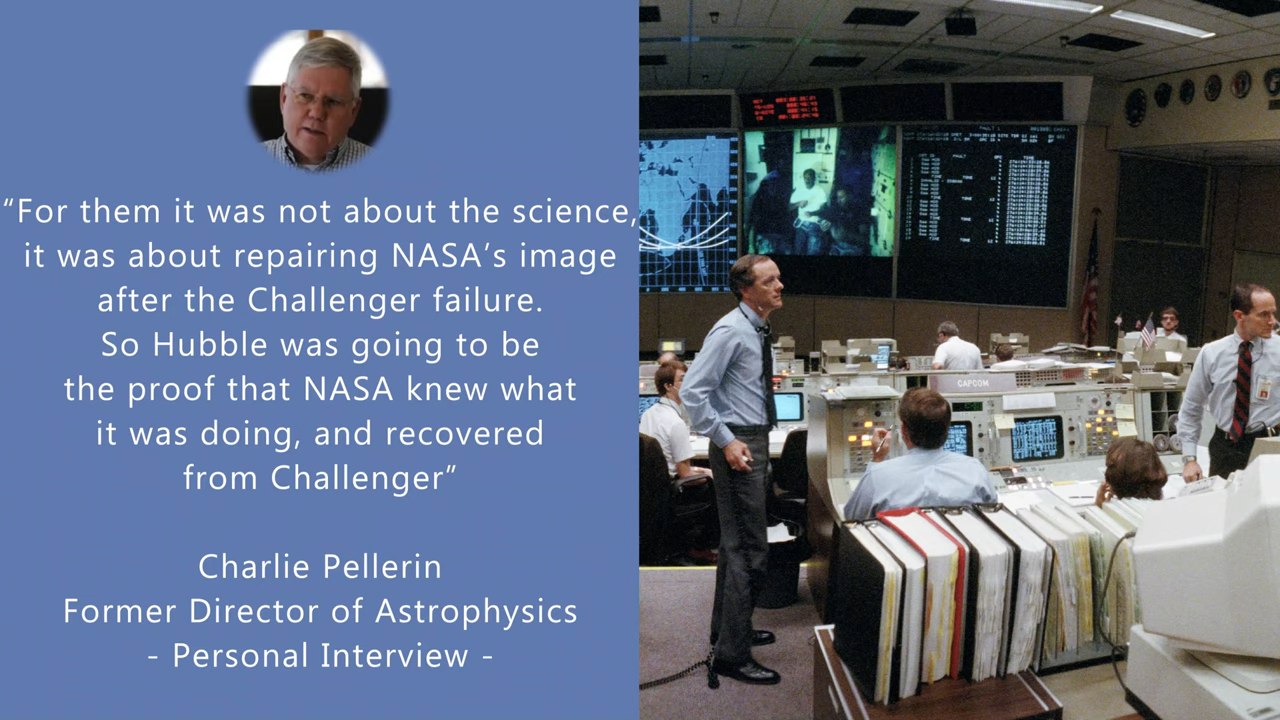 “For them it was not about the science,
it was about repairing NASA’s image
after the Challenger failure.
So Hubble was going to be
the proof that NASA knew what
it was doing, and recovered
from Challenger”
Charlie Pellerin
Former Director of Astrophysics
- Personal Interview -
FAULT
CAPCOM